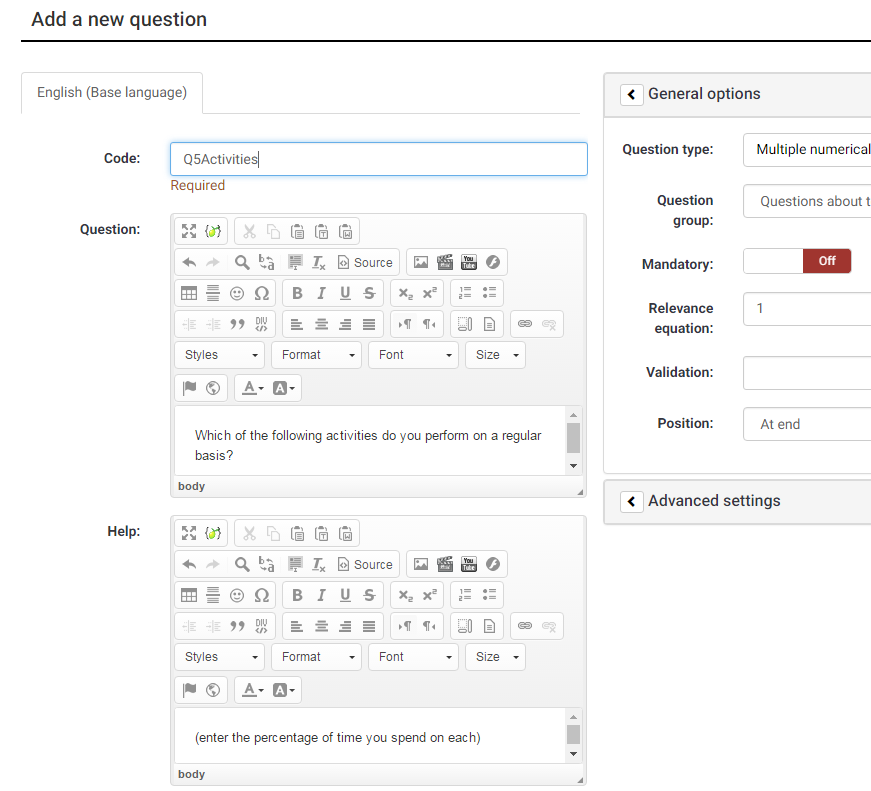 Add a new question
English (Base language)
General options
Code:
Q5Activities
Required
Question type:
Multiple numerical
Question group:
Questions about t
Question:
Source
B I U S
Styles
Format
Font
Size
Which of the following activities do you perform on a regular
basis?
body
Mandatory:
Off
Relevance
equation:
1
Validation:
Position:
At end
Advanced settings
Help:
Source
B I U S
Styles
Format
Font
Size
(enter the percentage of time you spend on each)
body